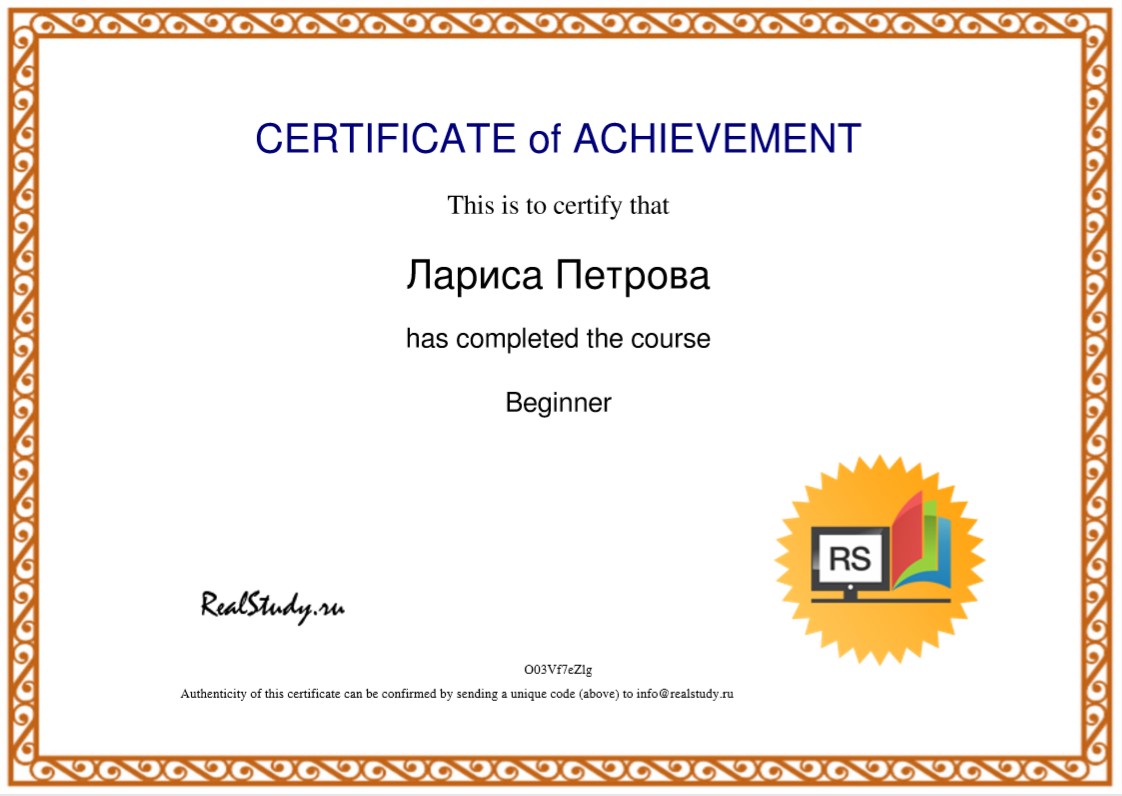 CERTIFICATE of ACHIEVEMENT
This is to certify that
Лариса Петрова
has completed the course
Beginner
RS
RealStudy.ru
O03Vf7eZlg
Authenticity of this certificate can be confirmed by sending a unique code (above) to info@realstudy.ru